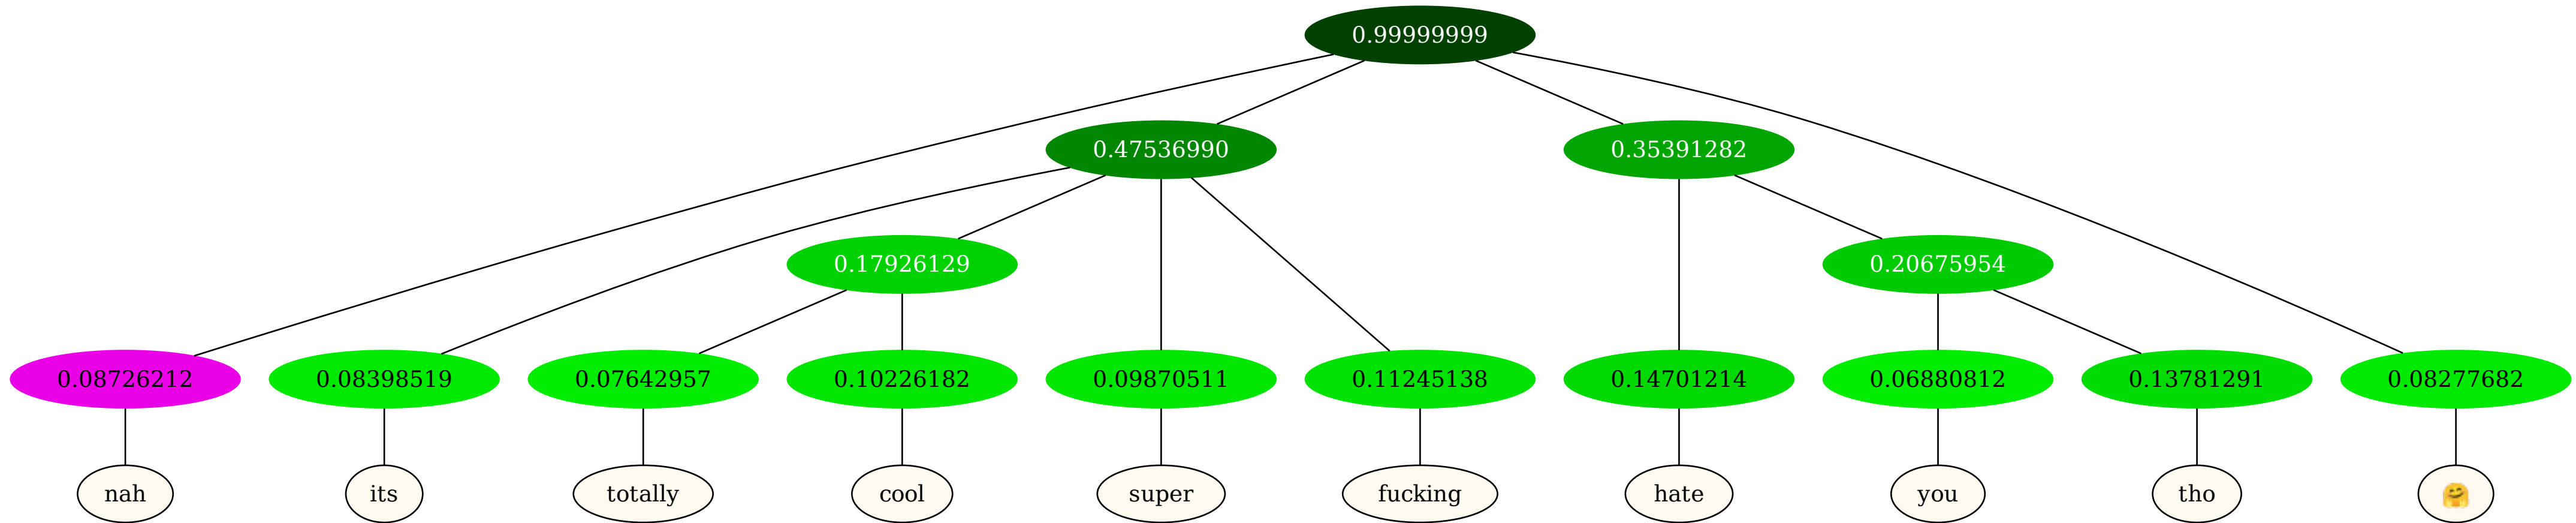 0.99999999
0.47536990 0.35391282
0.17926129 0.20675954
0.08726212 0.08398519 0.07642957 0.10226182 0.09870511 0.11245138 0.14701214 0.06880812 0.13781291 0.08277682
nah its totally cool super fucking hate you tho 🤗